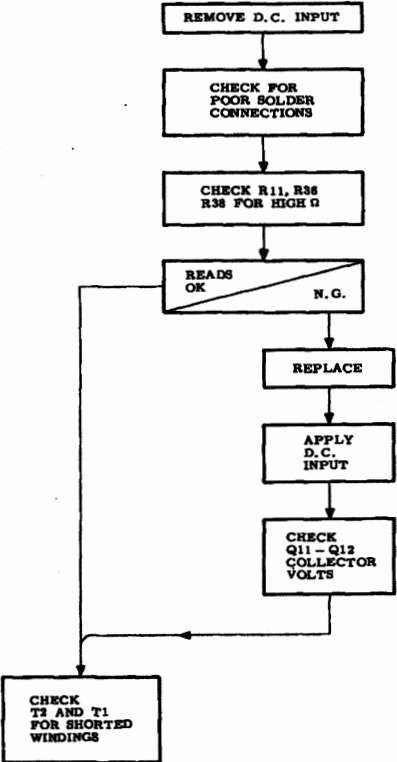 REMOVE D.C. INPUT
CHECK FOR
POOR SOLDER
CONNECTIONS
CHECK R11, R36
R38 FOR HIGH Ω
READS
OK
N.G.
REPLACE
APPLY
D.C.
INPUT
CHECK
Q11 – Q12
COLLECTOR
VOLTS
CHECK
T2 AND T1
FOR SHORTED
WINDINGS